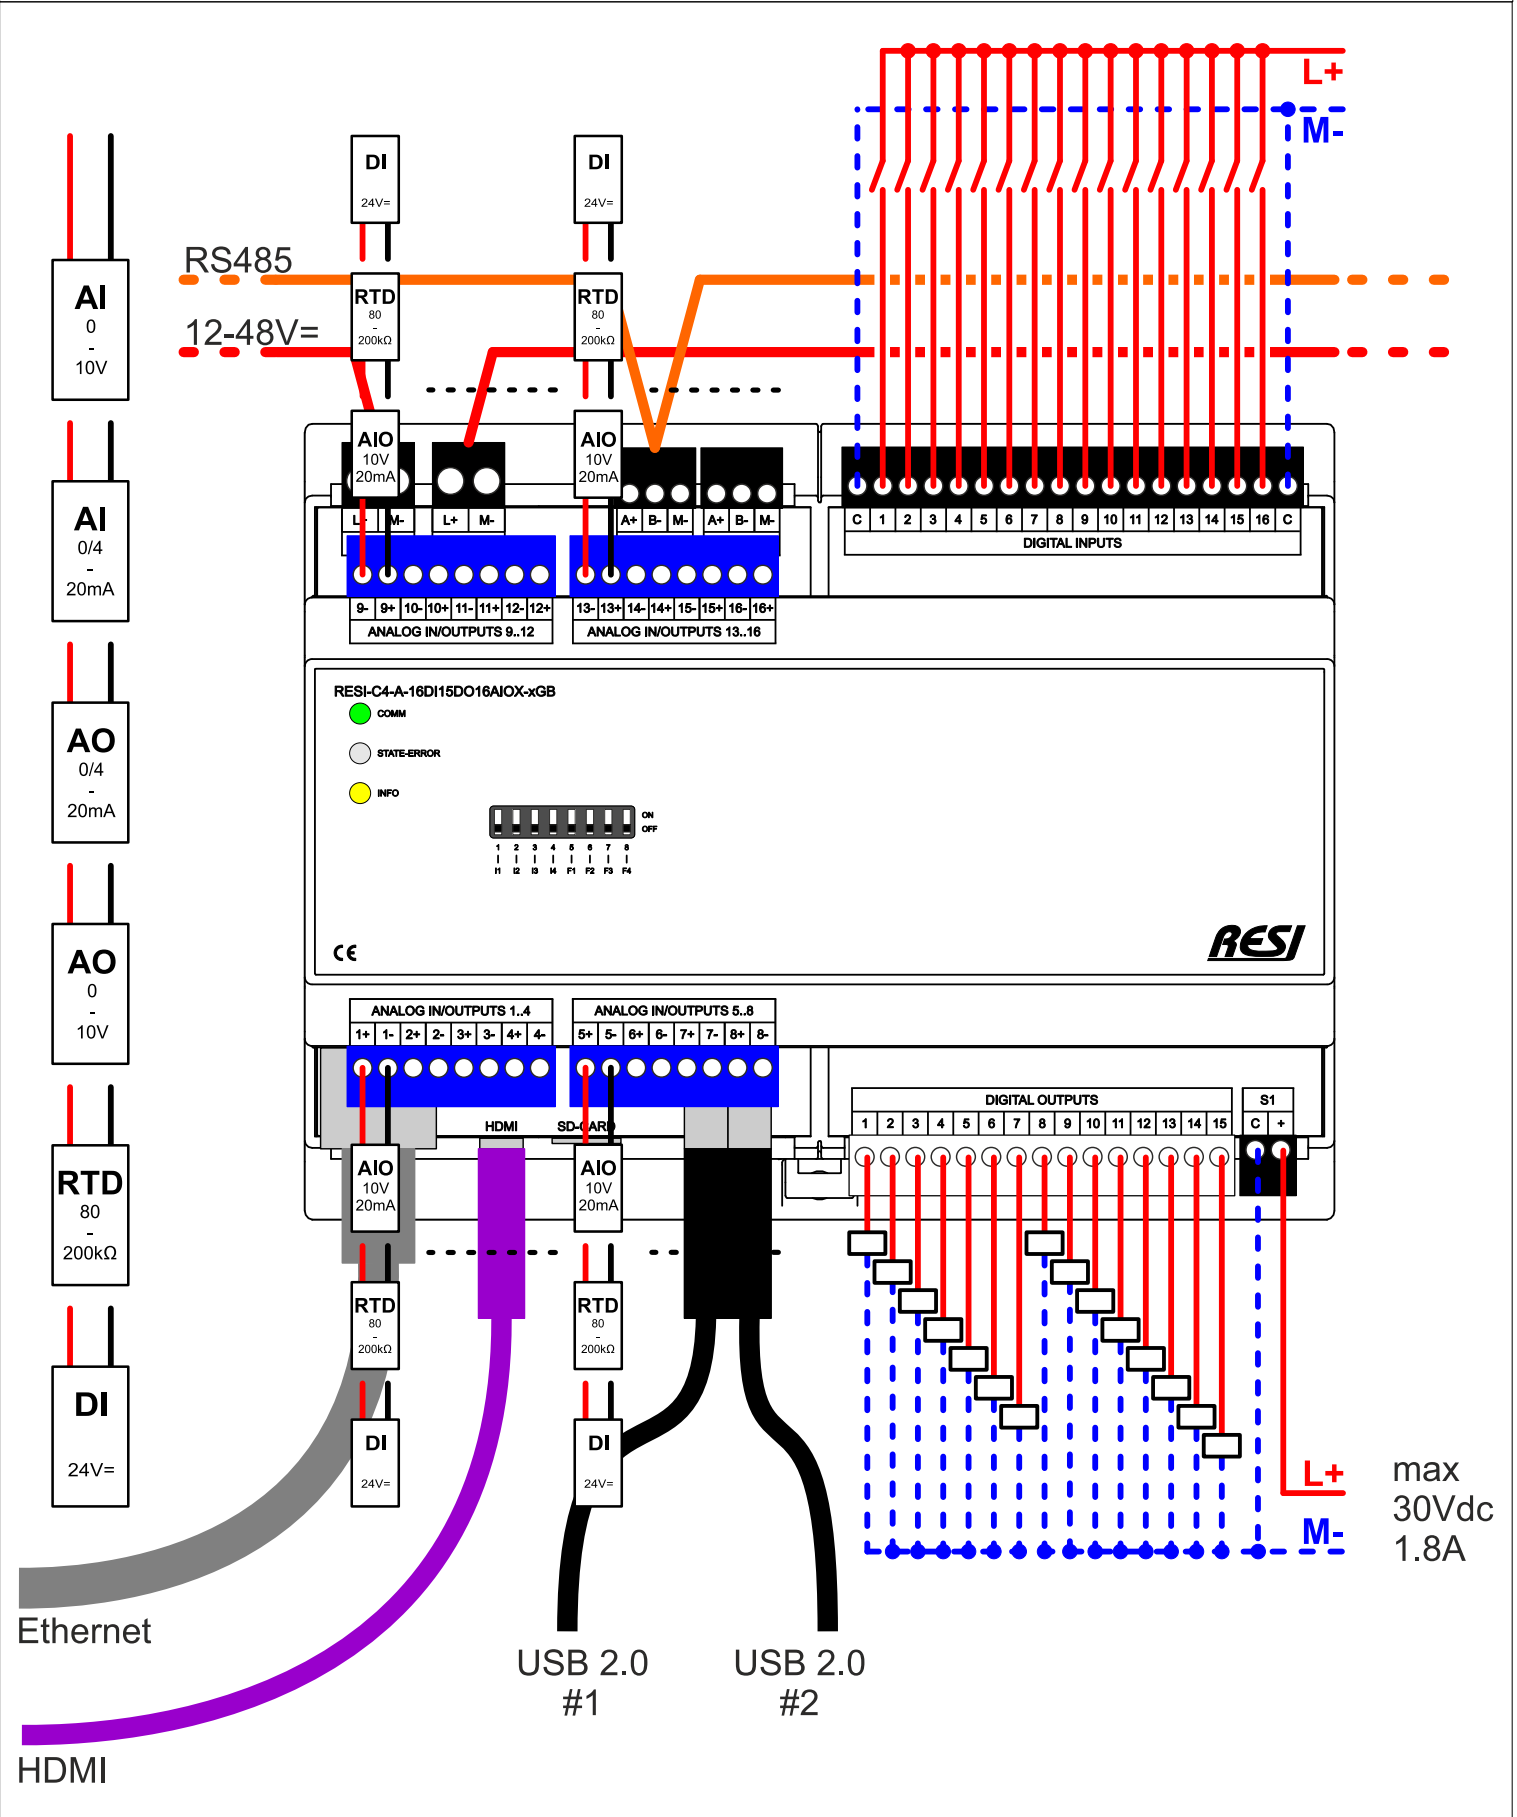 L+
M-
DI
24V=
DI
24V=
RS485
RTD
80
-
200kΩ
RTD
80
-
200kΩ
12-48V=
AI
0
-
10V
AI
0/4
-
20mA
AO
0/4
-
20mA
AO
0
-
10V
RTD
80
-
200kΩ
DI
24V=
AIO
10V
20mA
AIO
10V
20mA
M- L+ M-
A+ B- M- A+ B- M-
C 1 2 3 4 5 6 7 8 9 10 11 12 13 14 15 16 C
DIGITAL INPUTS
9- 9+ 10- 10+ 11- 11+ 12- 12+
ANALOG IN/OUTPUTS 9..12
13- 13+ 14- 14+ 15- 15+ 16- 16+
ANALOG IN/OUTPUTS 13..16
RESI-C4-A-16DI15DO16AIOX-xGB
COMM
STATE-ERROR
INFO
ON
OFF
1 2 3 4 5 6 7 8
I1 I2 I3 I4 F1 F2 F3 F4
CE
RESI
ANALOG IN/OUTPUTS 1..4
1+ 1- 2+ 2- 3+ 3- 4+ 4-
ANALOG IN/OUTPUTS 5..8
5+ 5- 6+ 6- 7+ 7- 8+ 8-
HDMI
SD-CARD
DIGITAL OUTPUTS
1 2 3 4 5 6 7 8 9 10 11 12 13 14 15
S1
C +
AIO
10V
20mA
AIO
10V
20mA
RTD
80
-
200kΩ
RTD
80
-
200kΩ
DI
24V=
DI
24V=
L+
M-
max
30Vdc
1.8A
Ethernet
USB 2.0
#1
USB 2.0
#2
HDMI